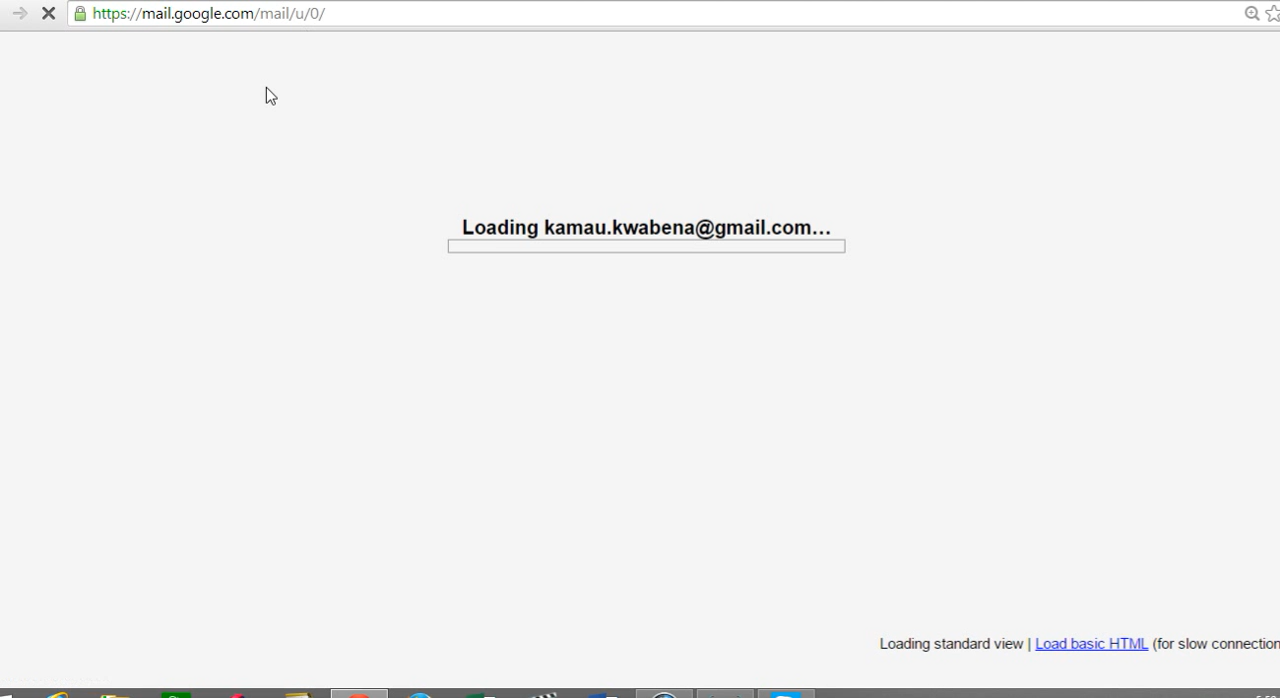 https://mail.google.com/mail/u/0/
Loading kamau.kwabena@gmail.com...
Loading standard view | Load basic HTML (for slow connection